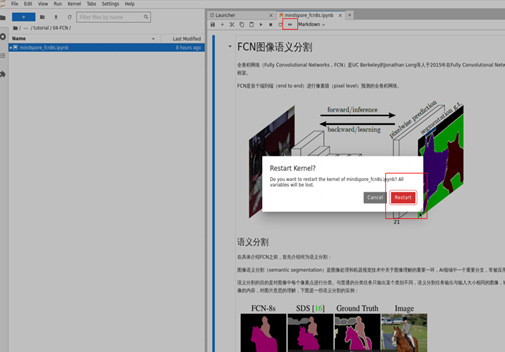 File Edit View Run Kernel Tabs Settings Help
Filter files by name
/ ··· / tutorial / 04-FCN /
Name
Last Modified
mindspore_fcn8s.ipynb
8 hours ago
Launcher
mindspore_fcn8s.ipynb
Markdown
FCN图像语义分割
全卷积网络（Fully Convolutional Networks，FCN）是UC Berkeley的Jonathan Long等人于2015年在Fully Convolutional Netwo
框架。
FCN是首个端到端（end to end）进行像素级（pixel level）预测的全卷积网络。
forward/inference
backward/learning
pixelwise prediction
segmentation g.t.
Restart Kernel?
Do you want to restart the kernel of mindspore_fcn8s.ipynb? All
variables will be lost.
Cancel
Restart
21
语义分割
在具体介绍FCN之前，首先介绍何为语义分割：
图像语义分割（semantic segmentation）是图像处理和机器视觉技术中关于图像理解的重要一环，AI领域中一个重要分支，常被应
语义分割的目的是对图像中每个像素点进行分类。与普通的分类任务只输出某个类别不同，语义分割任务输出与输入大小相同的图像，输
像的内容，对图片意思的理解，下图是一些语义分割的实例：
FCN-8s
SDS [16]
Ground Truth
Image